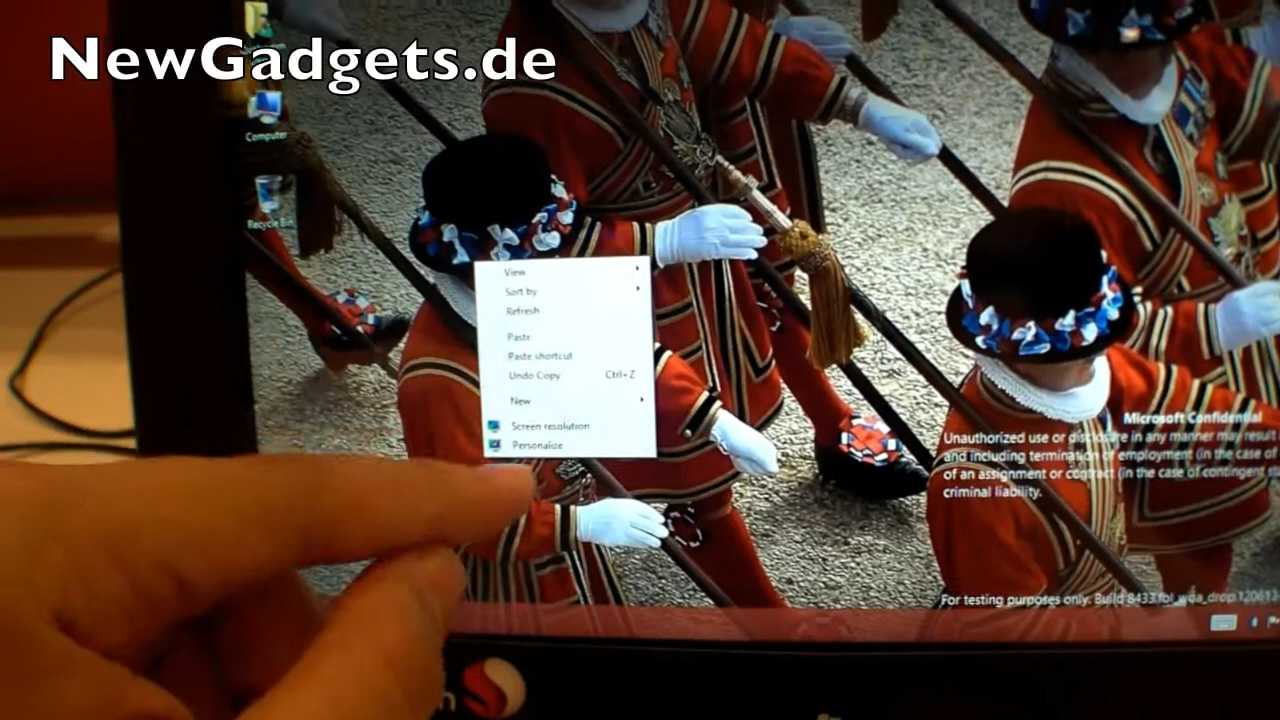 NewGadgets.de
Computer
Recycle Bin
View
Sort by
Refresh
Paste
Paste shortcut
Undo Copy Ctrl+Z
New
Screen resolution
Personalize
Microsoft Confidential
Unauthorized use or disclosure in any manner may result
and including termination of employment (in the case of
of an assignment or contract (in the case of contingent
criminal liability.
For testing purposes only. Build 8433.fbl_woa_drop.120613-